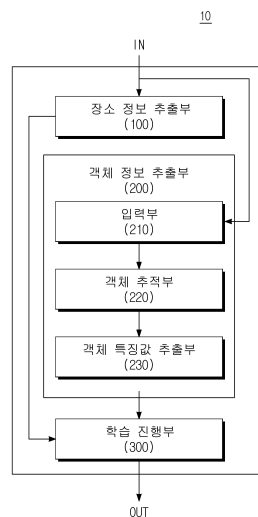 10
IN
장소 정보 추출부
(100)
객체 정보 추출부
(200)
입력부
(210)
객체 추적부
(220)
객체 특징값 추출부
(230)
학습 진행부
(300)
OUT